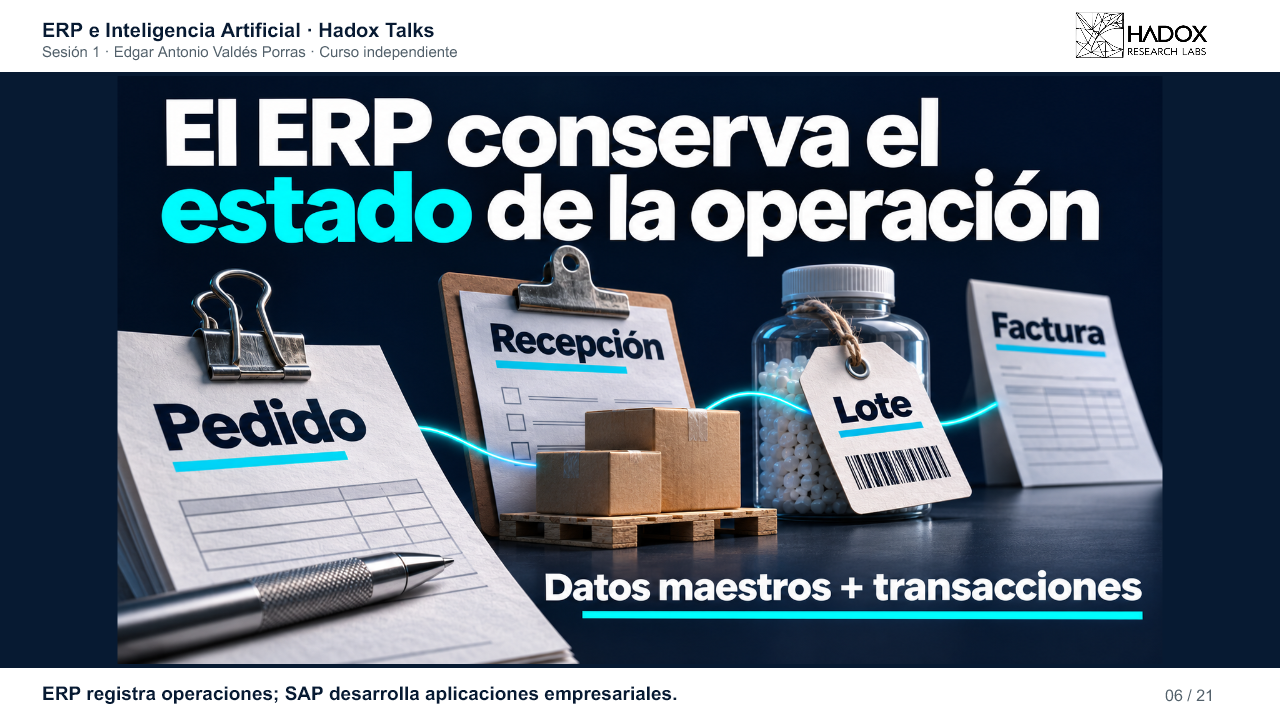 ERP e Inteligencia Artificial · Hadox Talks
Sesión 1 · Edgar Antonio Valdés Porras · Curso independiente
HADOX
RESEARCH LABS
El ERP conserva el
estado de la operación
Pedido
Recepción
Lote
Factura
Datos maestros + transacciones
ERP registra operaciones; SAP desarrolla aplicaciones empresariales.
06 / 21